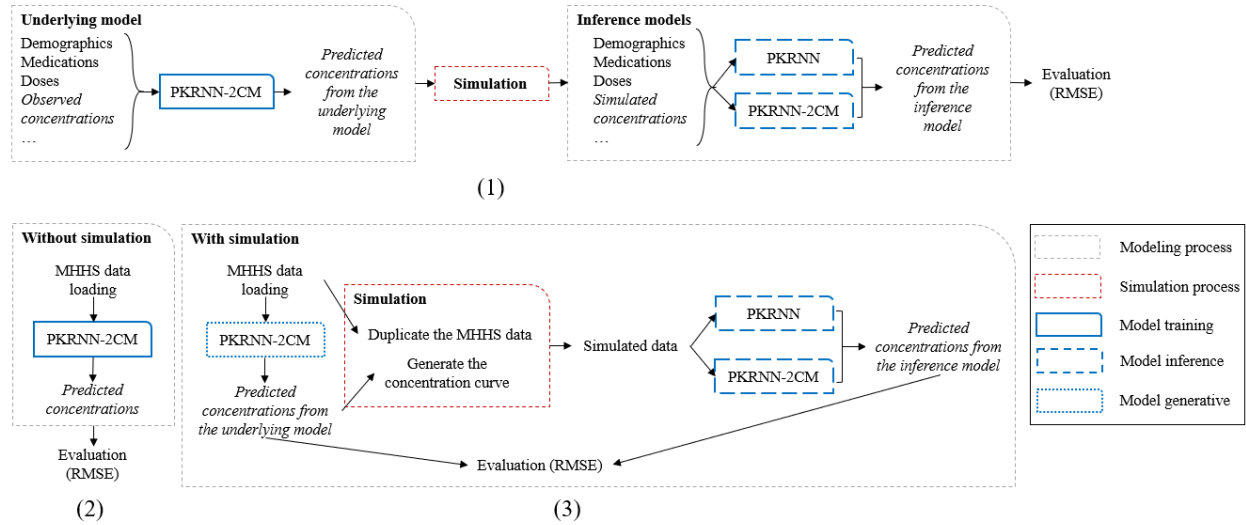 Underlying model
Demographics
Medications
Doses
Observed
concentrations
…
PKRNN-2CM
Predicted
concentrations
from the
underlying
model
Simulation
Inference models
Demographics
Medications
Doses
Simulated
concentrations
…
PKRNN
PKRNN-2CM
Predicted
concentrations
from the
inference
model
Evaluation
(RMSE)
(1)
Without simulation
MHHS data
loading
PKRNN-2CM
Predicted
concentrations
Evaluation
(RMSE)
(2)
With simulation
MHHS data
loading
PKRNN-2CM
Predicted
concentrations from
the underlying model
Simulation
Duplicate the MHHS data
Generate the
concentration curve
Simulated data
PKRNN
PKRNN-2CM
Predicted
concentrations from
the inference model
Evaluation (RMSE)
(3)
Modeling process
Simulation process
Model training
Model inference
Model generative